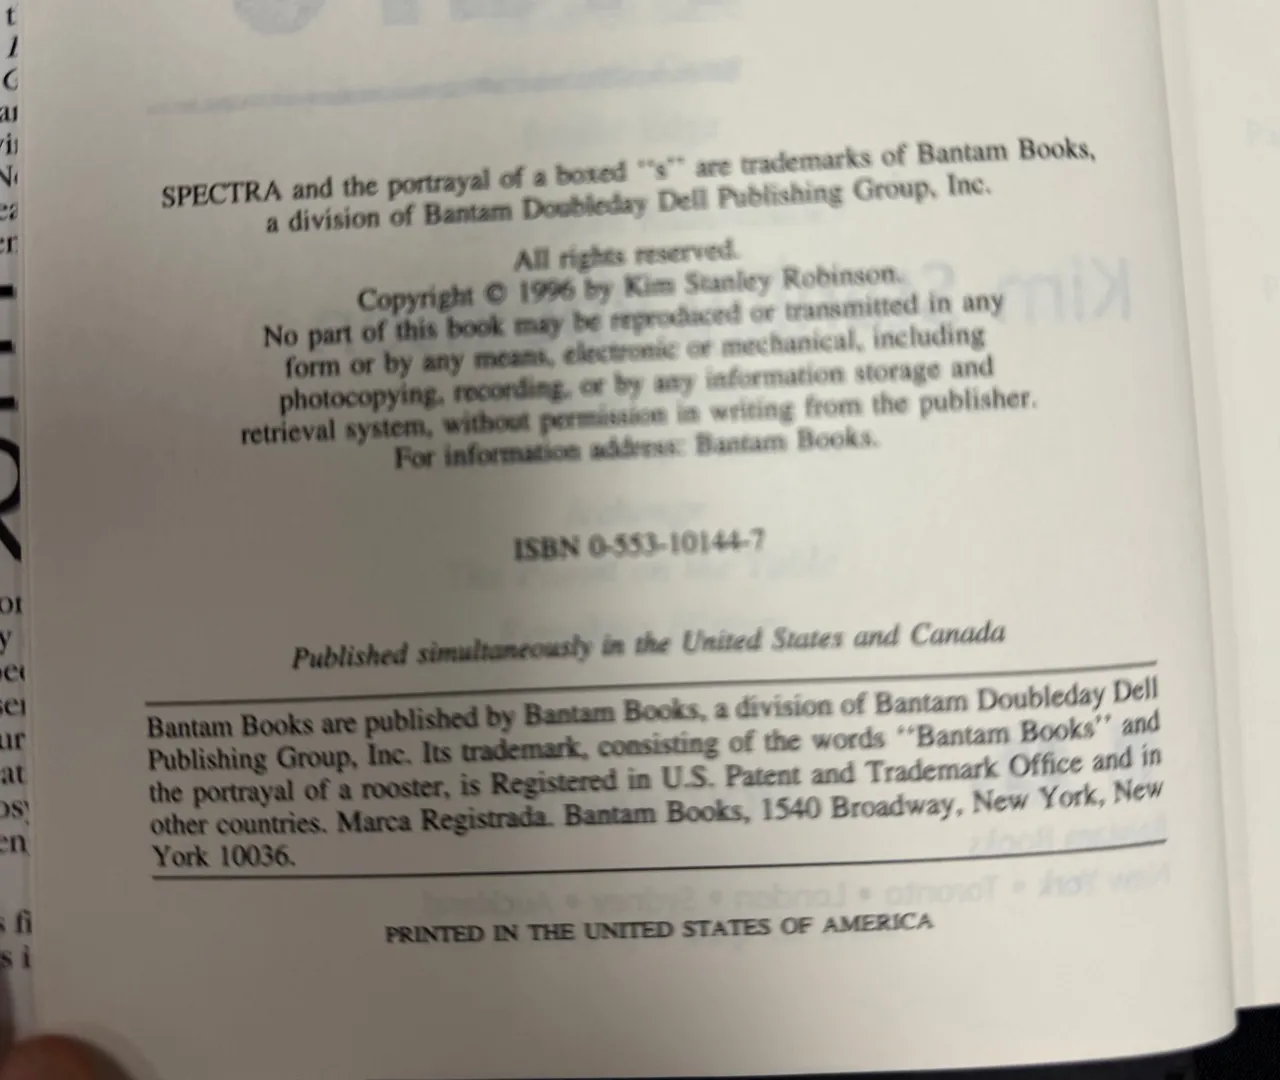 SPECTRA and the portrayal of a boxed "s" are trademarks of Bantam Books,
a division of Bantam Doubleday Dell Publishing Group, Inc.
All rights reserved.
Copyright © 1996 by Kim Stanley Robinson.
No part of this book may be reproduced or transmitted in any
form or by any means, electronic or mechanical, including
photocopying, recording, or by any information storage and
retrieval system, without permission in writing from the publisher.
For information address: Bantam Books.
ISBN 0-553-10144-7
Published simultaneously in the United States and Canada
Bantam Books are published by Bantam Books, a division of Bantam Doubleday Dell
Publishing Group, Inc. Its trademark, consisting of the words "Bantam Books" and
the portrayal of a rooster, is Registered in U.S. Patent and Trademark Office and in
other countries. Marca Registrada. Bantam Books, 1540 Broadway, New York, New
York 10036.
PRINTED IN THE UNITED STATES OF AMERICA